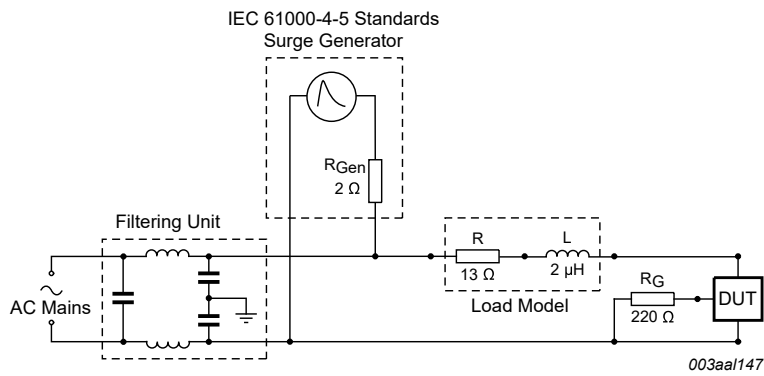 IEC 61000-4-5 Standards
Surge Generator
RGen
2 Ω
Filtering Unit
AC Mains
R
13 Ω
L
2 μH
Load Model
RG
220 Ω
DUT
003aal147